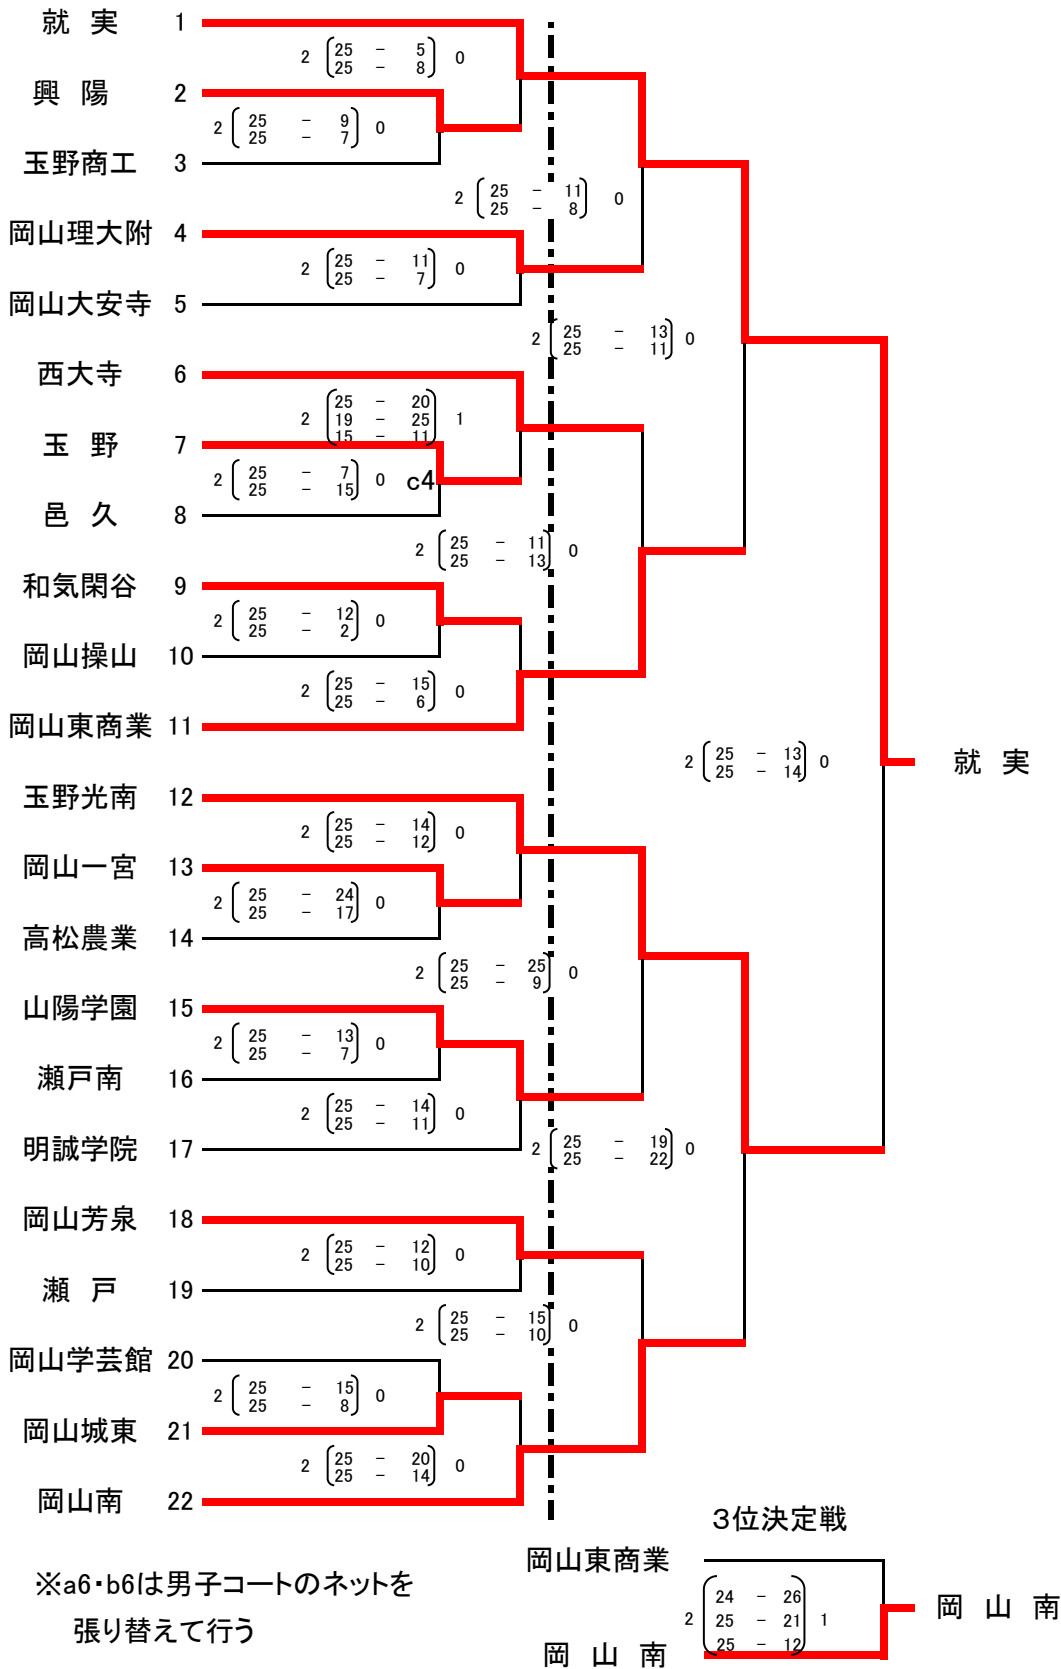 就 実 1
2 25 - 5 0
25 - 8
興 陽 2
2 25 - 9 0
25 - 7
玉野商工 3
2 25 - 11 0
25 - 8
岡山理大附 4
2 25 - 11 0
25 - 7
岡山大安寺 5
2 25 - 13 0
25 - 11
西大寺 6
2 25 - 20 1
19 - 25
15 - 11
玉 野 7
2 25 - 7 0 c4
25 - 15
邑 久 8
2 25 - 11 0
25 - 13
和気閑谷 9
2 25 - 12 0
25 - 2
岡山操山 10
2 25 - 15 0
25 - 6
岡山東商業 11
2 25 - 13 0
25 - 14
就 実
玉野光南 12
2 25 - 14 0
25 - 12
岡山一宮 13
2 25 - 24 0
25 - 17
高松農業 14
2 25 - 25 0
25 - 9
山陽学園 15
2 25 - 13 0
25 - 7
瀬戸南 16
2 25 - 14 0
25 - 11
明誠学院 17
2 25 - 19 0
25 - 22
岡山芳泉 18
2 25 - 12 0
25 - 10
瀬 戸 19
2 25 - 15 0
25 - 10
岡山学芸館 20
2 25 - 15 0
25 - 8
岡山城東 21
2 25 - 20 0
25 - 14
岡山南 22
3位決定戦
岡山東商業
2 24 - 26 1
25 - 21
25 - 12
岡 山 南
岡 山 南
※a6・b6は男子コートのネットを
張り替えて行う